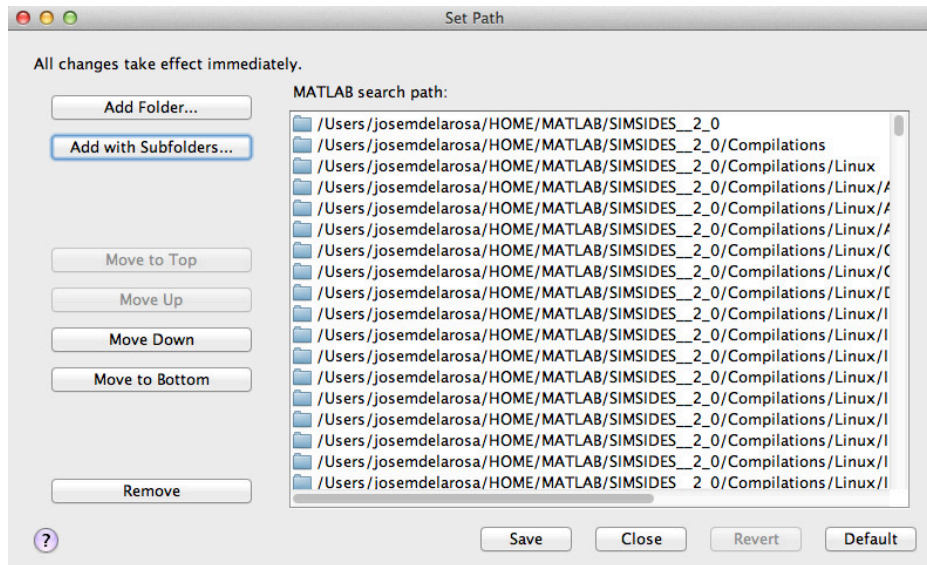 Set Path
All changes take effect immediately.
MATLAB search path:
Add Folder...
Add with Subfolders...
Move to Top
Move Up
Move Down
Move to Bottom
Remove
/Users/josemdelarosa/HOME/MATLAB/SIMSIDES__2_0
/Users/josemdelarosa/HOME/MATLAB/SIMSIDES__2_0/Compilations
/Users/josemdelarosa/HOME/MATLAB/SIMSIDES__2_0/Compilations/Linux
/Users/josemdelarosa/HOME/MATLAB/SIMSIDES__2_0/Compilations/Linux/A
/Users/josemdelarosa/HOME/MATLAB/SIMSIDES__2_0/Compilations/Linux/A
/Users/josemdelarosa/HOME/MATLAB/SIMSIDES__2_0/Compilations/Linux/A
/Users/josemdelarosa/HOME/MATLAB/SIMSIDES__2_0/Compilations/Linux/C
/Users/josemdelarosa/HOME/MATLAB/SIMSIDES__2_0/Compilations/Linux/C
/Users/josemdelarosa/HOME/MATLAB/SIMSIDES__2_0/Compilations/Linux/D
/Users/josemdelarosa/HOME/MATLAB/SIMSIDES__2_0/Compilations/Linux/I
/Users/josemdelarosa/HOME/MATLAB/SIMSIDES__2_0/Compilations/Linux/I
/Users/josemdelarosa/HOME/MATLAB/SIMSIDES__2_0/Compilations/Linux/I
/Users/josemdelarosa/HOME/MATLAB/SIMSIDES__2_0/Compilations/Linux/I
/Users/josemdelarosa/HOME/MATLAB/SIMSIDES__2_0/Compilations/Linux/I
/Users/josemdelarosa/HOME/MATLAB/SIMSIDES__2_0/Compilations/Linux/I
/Users/josemdelarosa/HOME/MATLAB/SIMSIDES__2_0/Compilations/Linux/I
/Users/josemdelarosa/HOME/MATLAB/SIMSIDES__2_0/Compilations/Linux/I
/Users/josemdelarosa/HOME/MATLAB/SIMSIDES__2_0/Compilations/Linux/I
? Save Close Revert Default